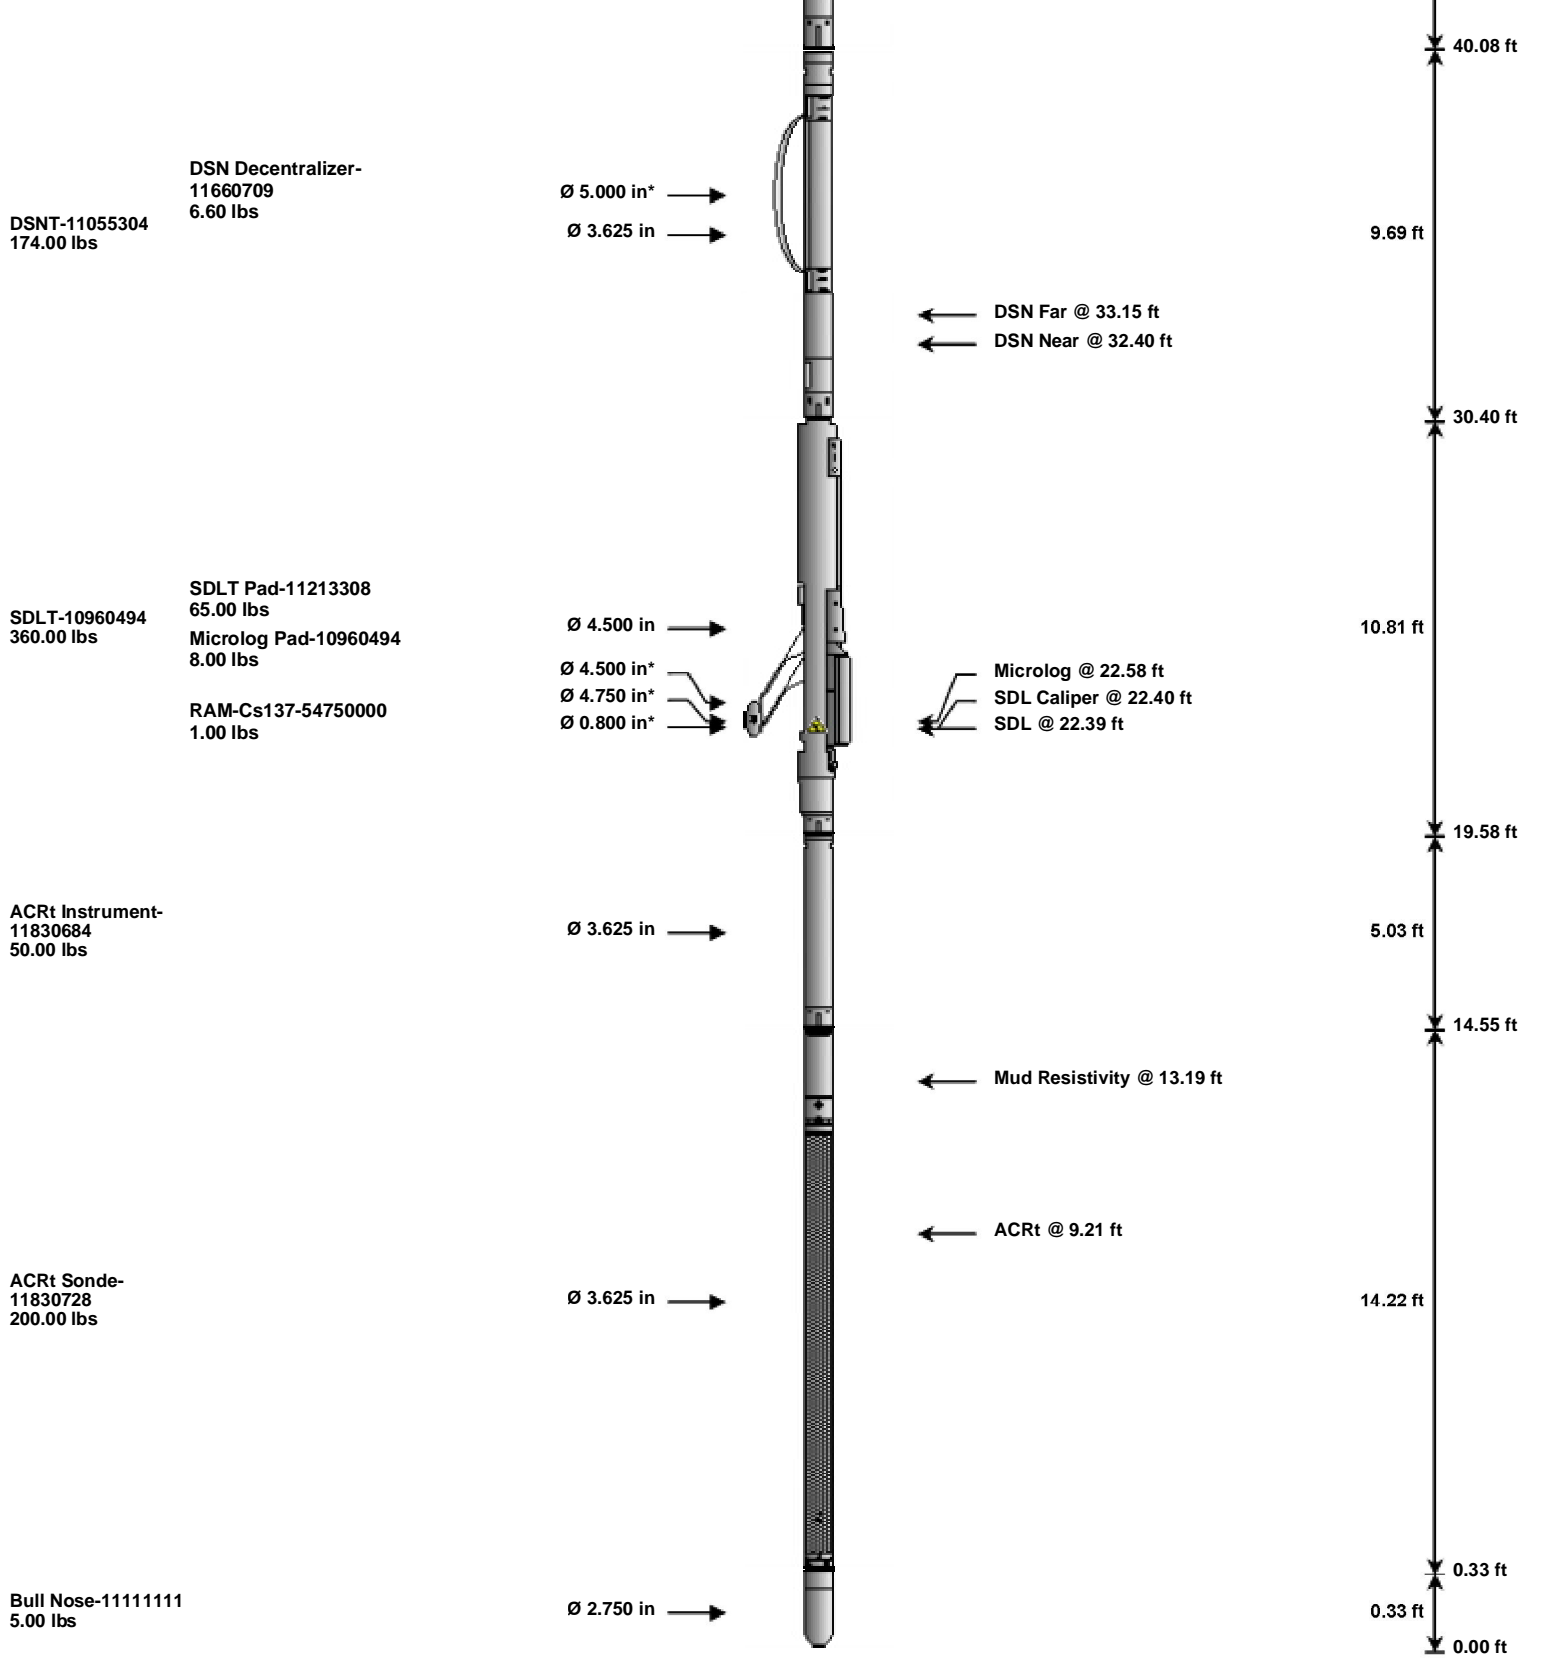 40.08 ft
DSN Decentralizer-
11660709
6.60 lbs
DSNT-11055304
174.00 lbs
Ø 5.000 in*
Ø 3.625 in
9.69 ft
DSN Far @ 33.15 ft
DSN Near @ 32.40 ft
30.40 ft
SDLT Pad-11213308
65.00 lbs
SDLT-10960494
360.00 lbs
Microlog Pad-10960494
8.00 lbs
RAM-Cs137-54750000
1.00 lbs
Ø 4.500 in
Ø 4.500 in*
Ø 4.750 in*
Ø 0.800 in*
10.81 ft
Microlog @ 22.58 ft
SDL Caliper @ 22.40 ft
SDL @ 22.39 ft
19.58 ft
ACRt Instrument-
11830684
50.00 lbs
Ø 3.625 in
5.03 ft
14.55 ft
Mud Resistivity @ 13.19 ft
ACRt @ 9.21 ft
ACRt Sonde-
11830728
200.00 lbs
Ø 3.625 in
14.22 ft
0.33 ft
Bull Nose-11111111
5.00 lbs
Ø 2.750 in
0.33 ft
0.00 ft